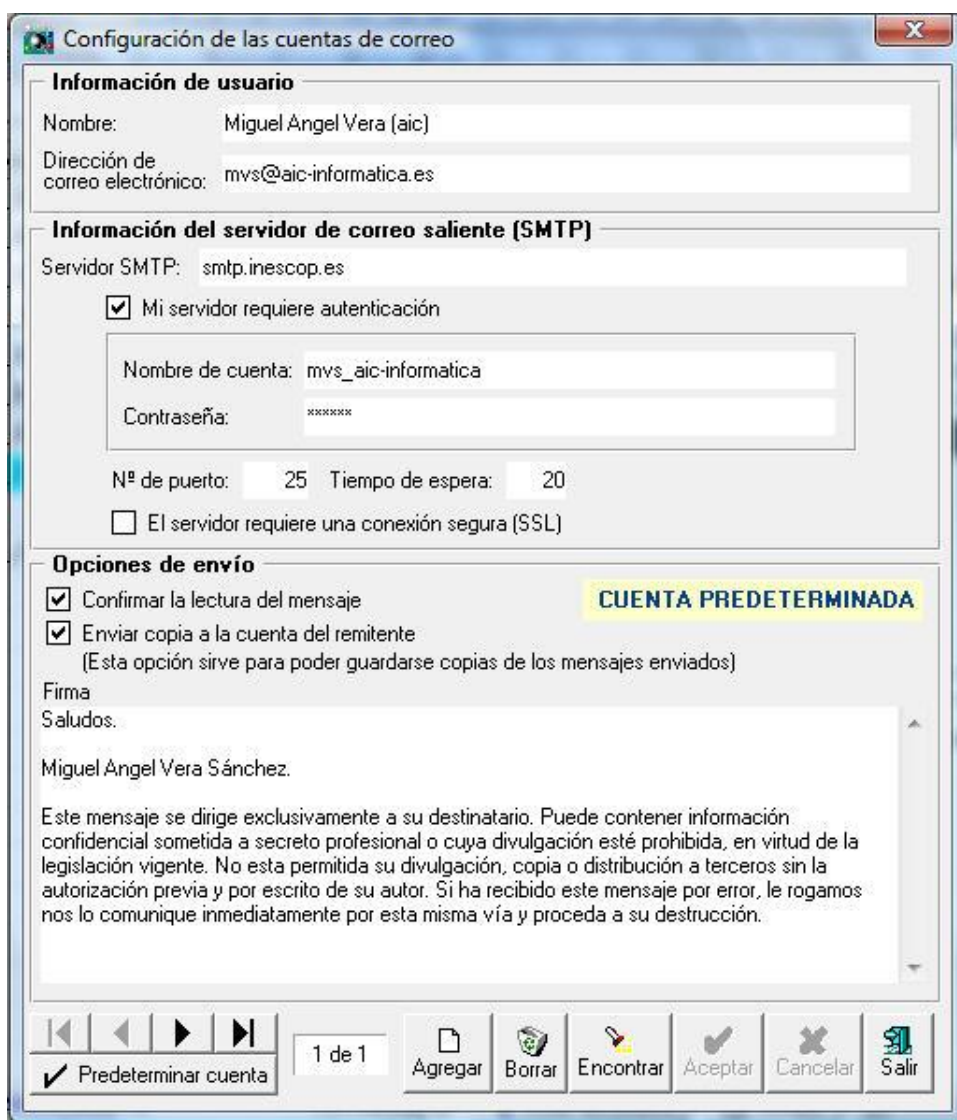 Configuración de las cuentas de correo
Información de usuario
Nombre: Miguel Angel Vera (aic)
Dirección de
correo electrónico: mvs@aic-informatica.es
Información del servidor de correo saliente (SMTP)
Servidor SMTP: smtp.inescop.es
Mi servidor requiere autenticación
Nombre de cuenta: mvs_aic-informatica
Contraseña: ******
Nº de puerto: 25 Tiempo de espera: 20
El servidor requiere una conexión segura (SSL)
Opciones de envío
Confirmar la lectura del mensaje CUENTA PREDETERMINADA
Enviar copia a la cuenta del remitente
(Esta opción sirve para poder guardarse copias de los mensajes enviados)
Firma
Saludos.
Miguel Angel Vera Sánchez.
Este mensaje se dirige exclusivamente a su destinatario. Puede contener información
confidencial sometida a secreto profesional o cuya divulgación esté prohibida, en virtud de la
legislación vigente. No esta permitida su divulgación, copia o distribución a terceros sin la
autorización previa y por escrito de su autor. Si ha recibido este mensaje por error, le rogamos
nos lo comunique inmediatamente por esta misma vía y proceda a su destrucción.
1 de 1 Agregar Borrar Encontrar Aceptar Cancelar Salir
Predeterminar cuenta